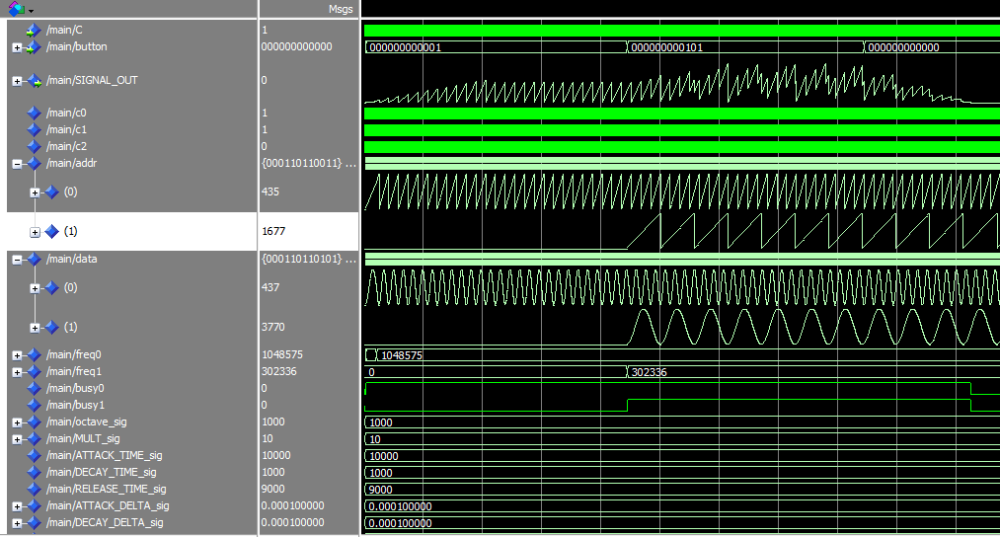 Msgs
/main/C 1
/main/button 000000000000 000000000001 000000000101 000000000000
/main/SIGNAL_OUT 0
/main/c0 1
/main/c1 1
/main/c2 0
/main/addr {000110110011} ...
(0) 435
(1) 1677
/main/data {000110110101} ...
(0) 437
(1) 3770
/main/freq0 1048575 1048575
/main/freq1 302336 0 302336
/main/busy0 0
/main/busy1 0
/main/octave_sig 1000 1000
/main/MULT_sig 10 10
/main/ATTACK_TIME_sig 10000 10000
/main/DECAY_TIME_sig 1000 1000
/main/RELEASE_TIME_sig 9000 9000
/main/ATTACK_DELTA_sig 0.000100000 0.000100000
/main/DECAY_DELTA_sig 0.000100000 0.000100000